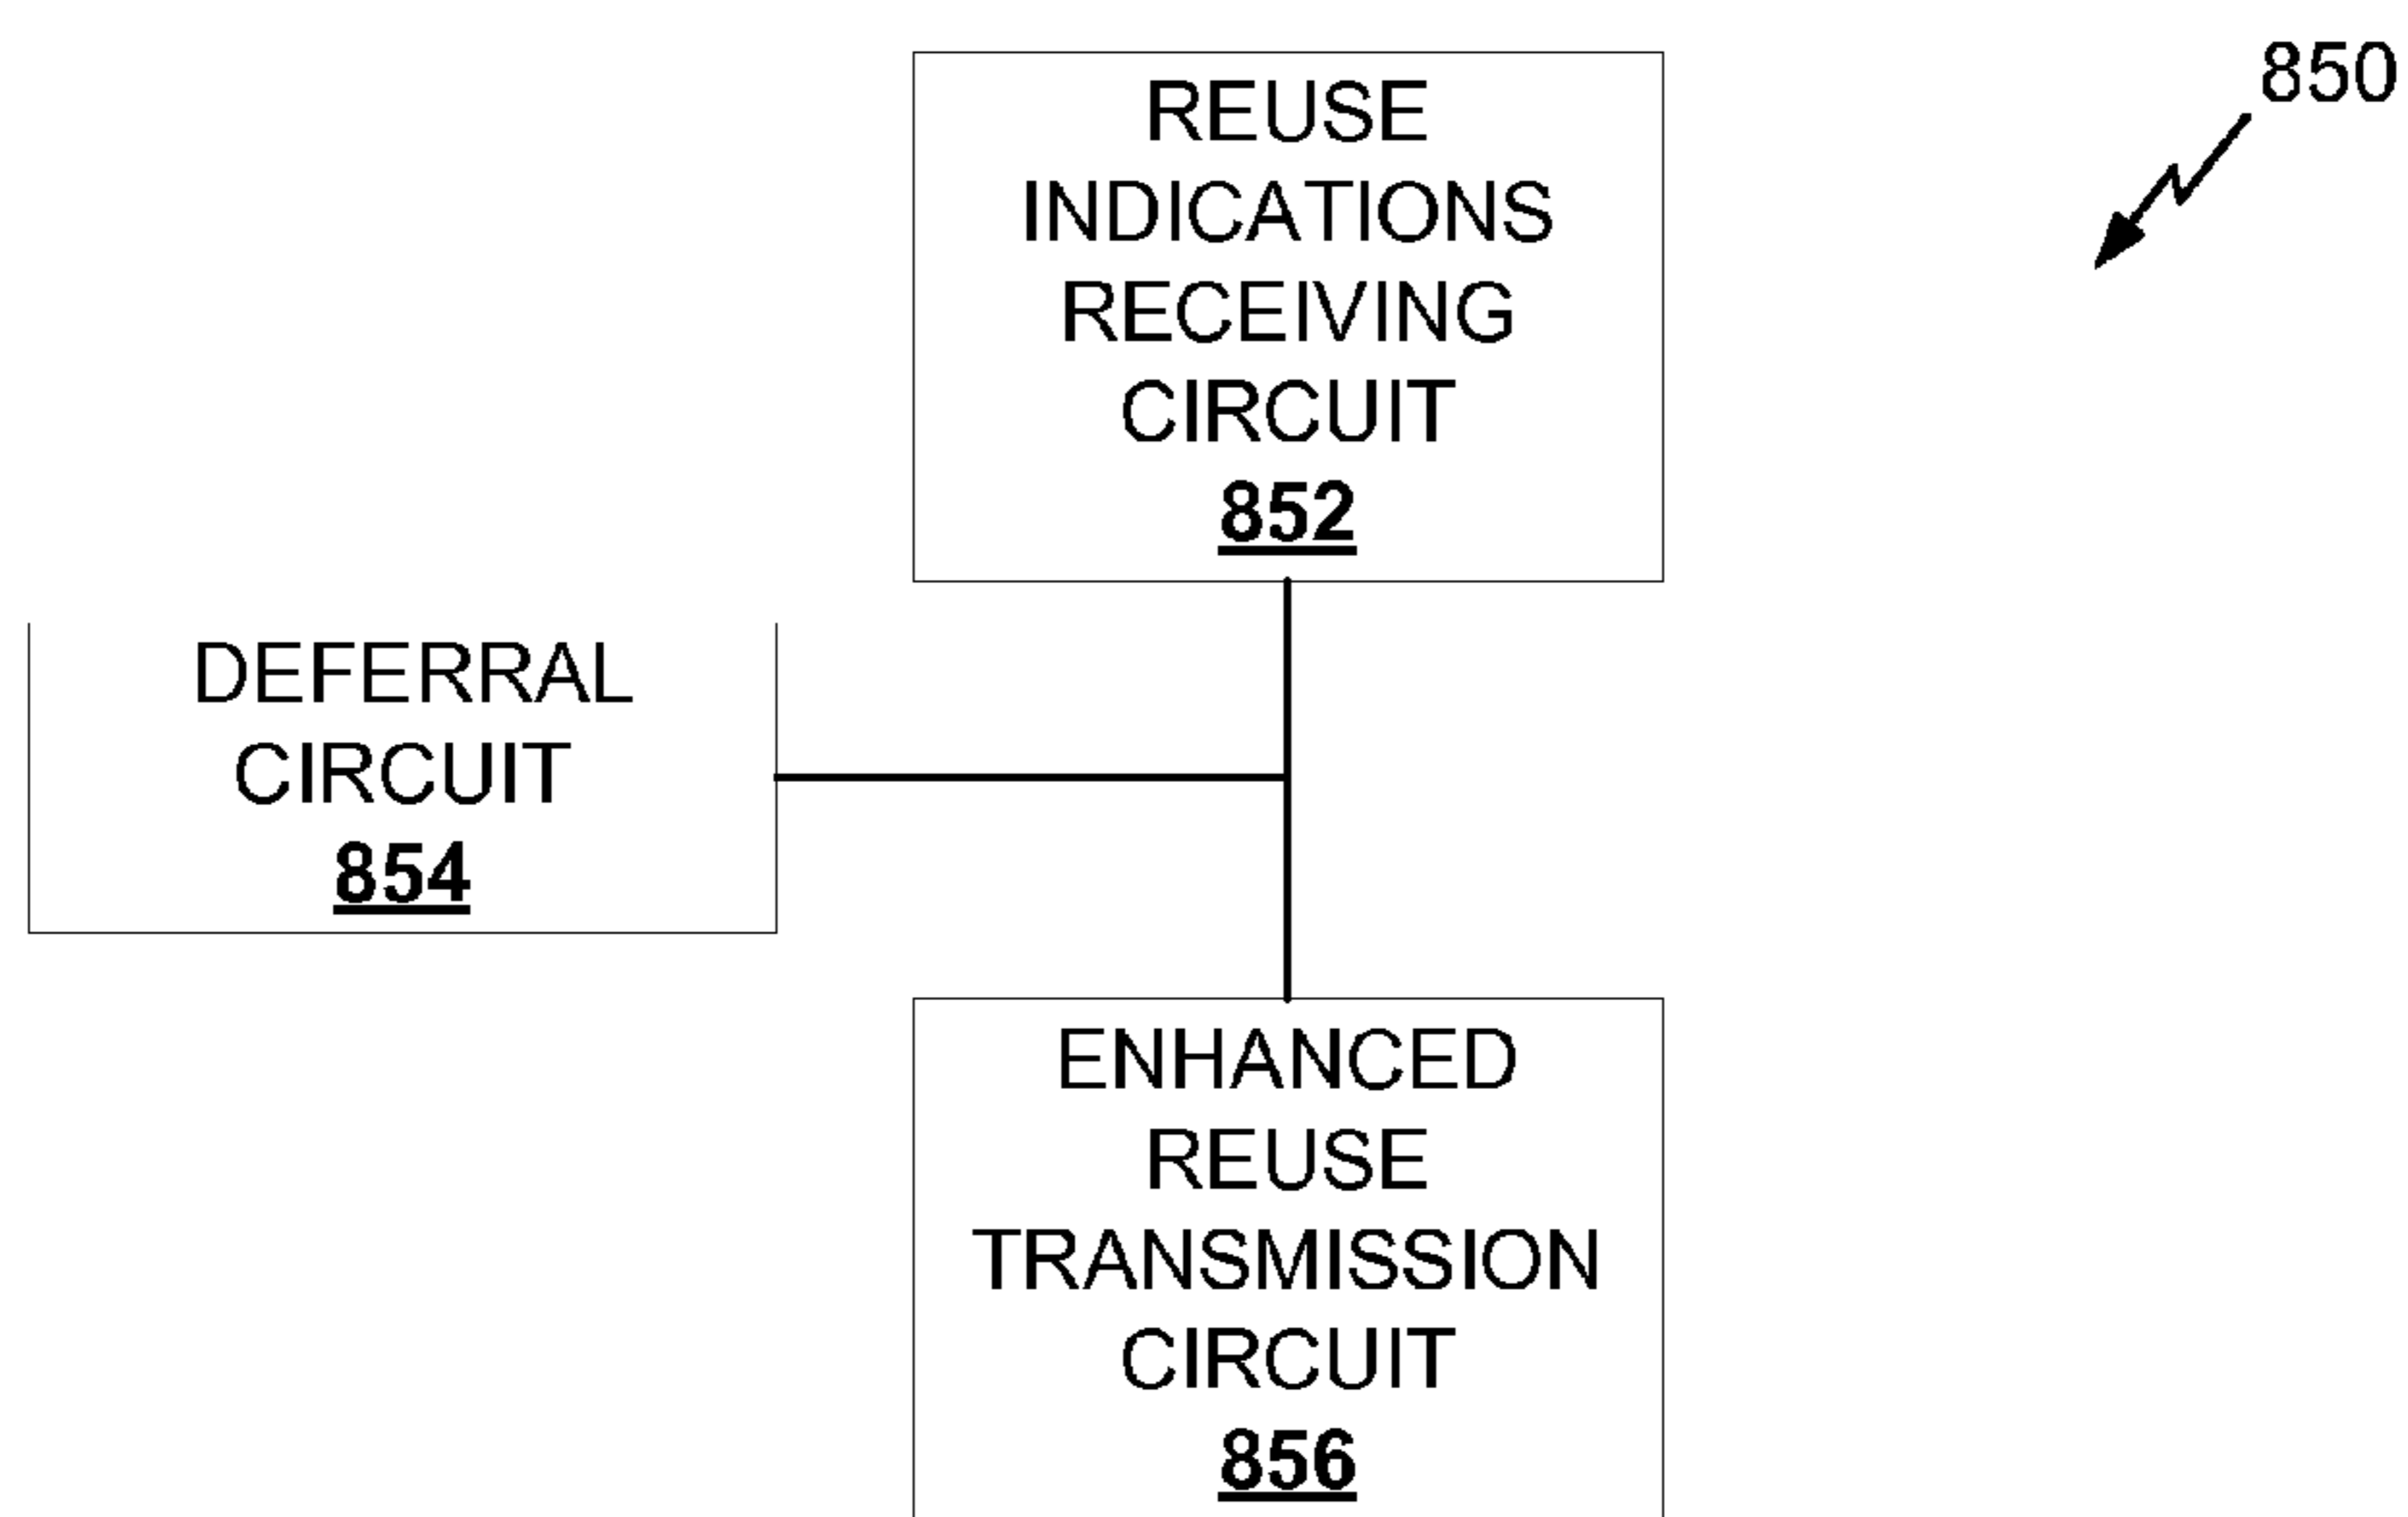 850
REUSE
INDICATIONS
RECEIVING
CIRCUIT
852
DEFERRAL
CIRCUIT
854
ENHANCED
REUSE
TRANSMISSION
CIRCUIT
856